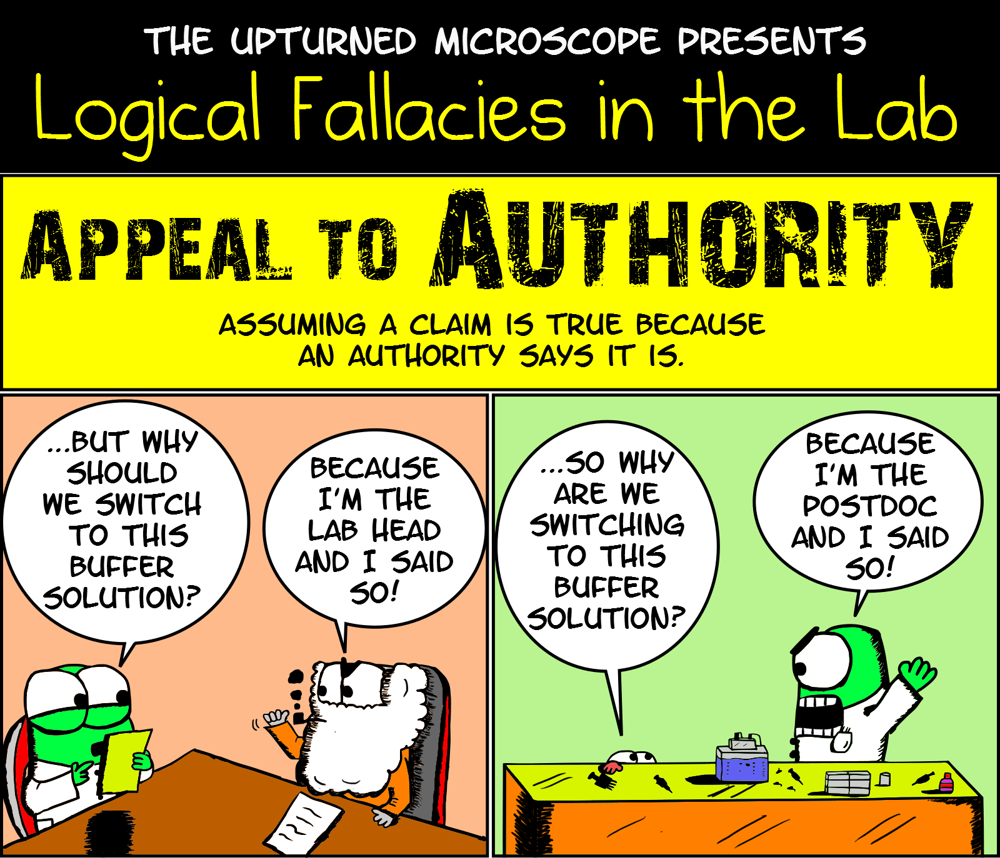 THE UPTURNED MICROSCOPE PRESENTS
Logical Fallacies in the Lab
APPEAL TO AUTHORITY
ASSUMING A CLAIM IS TRUE BECAUSE
AN AUTHORITY SAYS IT IS.
...BUT WHY
SHOULD
WE SWITCH
TO THIS
BUFFER
SOLUTION?
BECAUSE
I'M THE
LAB HEAD
AND I SAID
SO!
...SO WHY
ARE WE
SWITCHING
TO THIS
BUFFER
SOLUTION?
BECAUSE
I'M THE
POSTDOC
AND I SAID
SO!